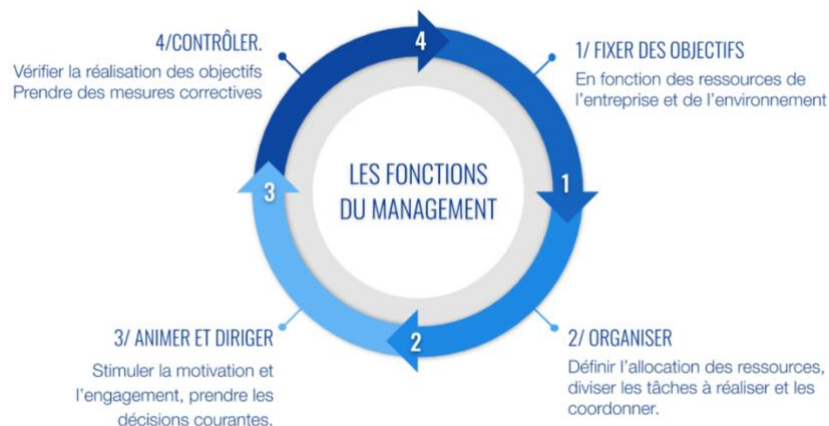 LES FONCTIONS
DU MANAGEMENT
1/ FIXER DES OBJECTIFS
En fonction des ressources de
l'entreprise et de l'environnement
1
2/ ORGANISER
Définir l'allocation des ressources,
diviser les tâches à réaliser et les
coordonner.
2
3/ ANIMER ET DIRIGER
Stimuler la motivation et
l'engagement, prendre les
décisions courantes.
3
4/CONTRÔLER.
Vérifier la réalisation des objectifs
Prendre des mesures correctives
4